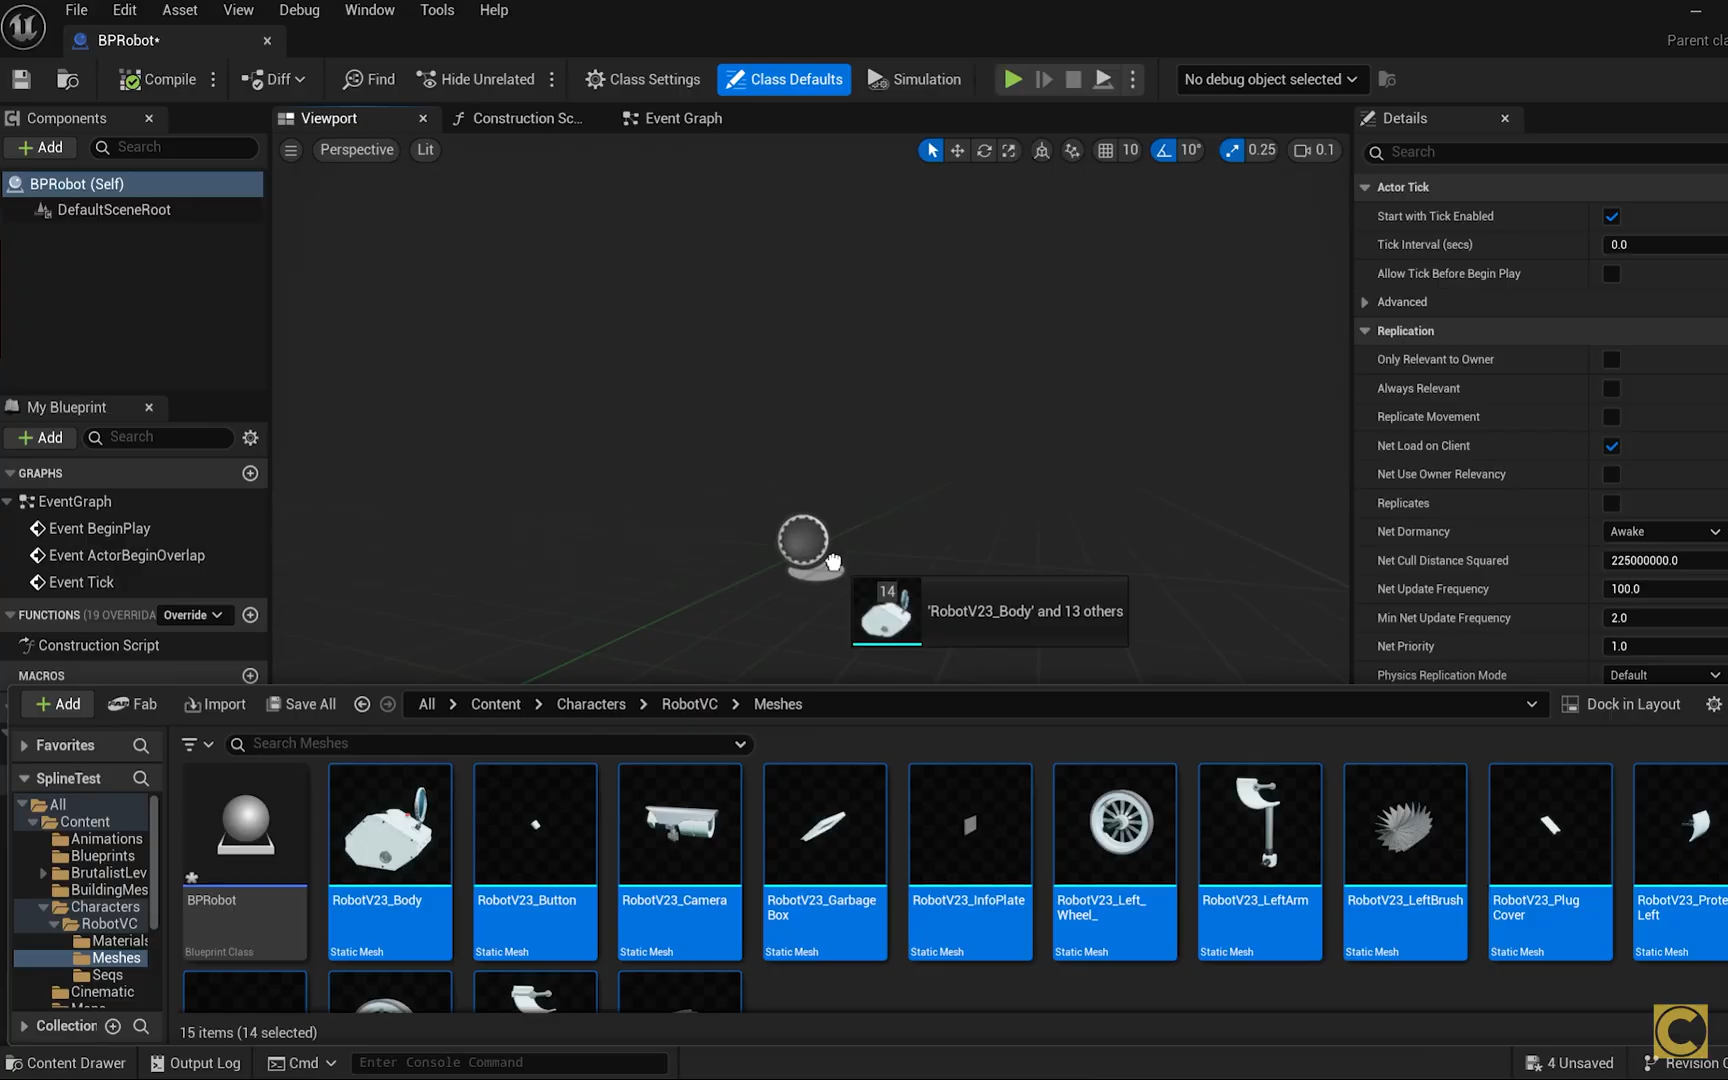 File Edit Asset View Debug Window Tools Help
BPRobot*
Parent cla
Compile Diff Find Hide Unrelated Class Settings Class Defaults Simulation No debug object selected
Components Viewport Construction Sc... Event Graph Details
Add Search Perspective Lit 10 10° 0.25 0.1 Search
BPRobot (Self)
DefaultSceneRoot
Actor Tick
Start with Tick Enabled
Tick Interval (secs) 0.0
Allow Tick Before Begin Play
Advanced
Replication
Only Relevant to Owner
Always Relevant
Replicate Movement
Net Load on Client
Net Use Owner Relevancy
Replicates
Net Dormancy Awake
Net Cull Distance Squared 225000000.0
Net Update Frequency 100.0
Min Net Update Frequency 2.0
Net Priority 1.0
Physics Replication Mode Default
My Blueprint
Add Search
GRAPHS
EventGraph
Event BeginPlay
Event ActorBeginOverlap
Event Tick
FUNCTIONS (19 OVERRIDA Override
Construction Script
MACROS
14
'RobotV23_Body' and 13 others
Add Fab Import Save All All Content Characters RobotVC Meshes Dock in Layout
Favorites
Search Meshes
SplineTest
All
Content
Animations
Blueprints
BrutalistLev
BuildingMes
Characters
RobotVC
Materials
Meshes
Seqs
Cinematic
Collection
BPRobot
Blueprint Class
RobotV23_Body
Static Mesh
RobotV23_Button
Static Mesh
RobotV23_Camera
Static Mesh
RobotV23_Garbage
Box
Static Mesh
RobotV23_InfoPlate
Static Mesh
RobotV23_Left_
Wheel_
Static Mesh
RobotV23_LeftArm
Static Mesh
RobotV23_LeftBrush
Static Mesh
RobotV23_Plug
Cover
Static Mesh
RobotV23_Prote
Left
Static Mesh
15 items (14 selected)
Content Drawer Output Log Cmd Enter Console Command 4 Unsaved Revision C
C